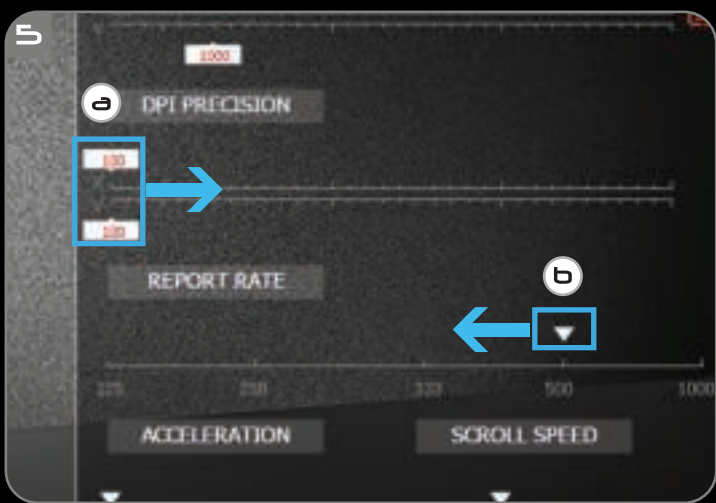 5
1000
a
DPI PRECISION
100
100
REPORT RATE
b
125 250 333 500 1000
ACCELERATION SCROLL SPEED